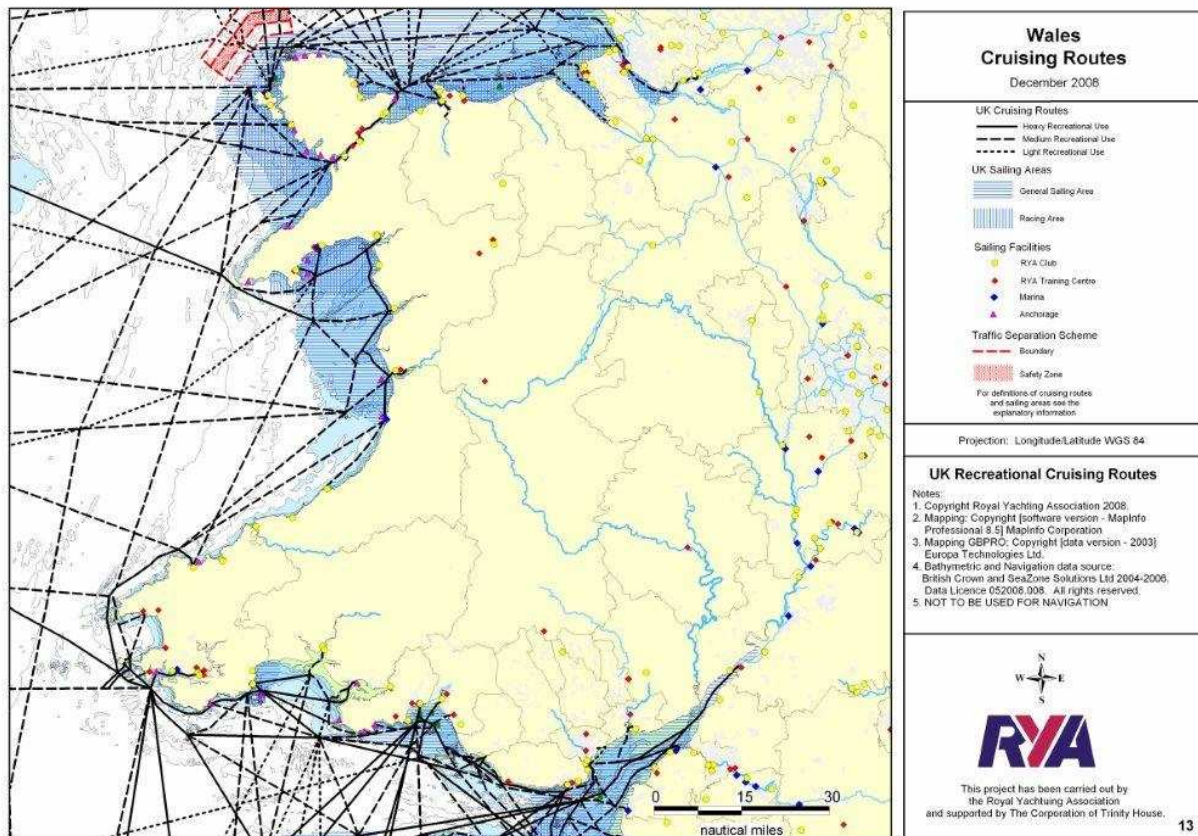 Wales
Cruising Routes
December 2008
UK Cruising Routes
Heavy Recreational Use
Medium Recreational Use
Light Recreational Use
UK Sailing Areas
General Sailing Area
Racing Area
Sailing Facilities
RYA Club
RYA Training Centre
Marina
Anchorage
Traffic Separation Scheme
Boundary
Safety Zone
For definitions of cruising routes
and sailing areas see the
explanatory information
Projection: Longitude/Latitude WGS 84
UK Recreational Cruising Routes
Notes:
1. Copyright Royal Yachting Association 2008.
2. Mapping: Copyright [software version - MapInfo
Professional 8.5] MapInfo Corporation
3. Mapping GBPRO: Copyright [data version - 2003]
Europa Technologies Ltd.
4. Bathymetric and Navigation data source:
British Crown and SeaZone Solutions Ltd 2004-2006.
Data Licence 052008.008. All rights reserved.
5. NOT TO BE USED FOR NAVIGATION
N
W E
S
RYA
This project has been carried out by
the Royal Yachtuing Association
and supported by The Corporation of Trinity House.
0 15 30
nautical miles
13